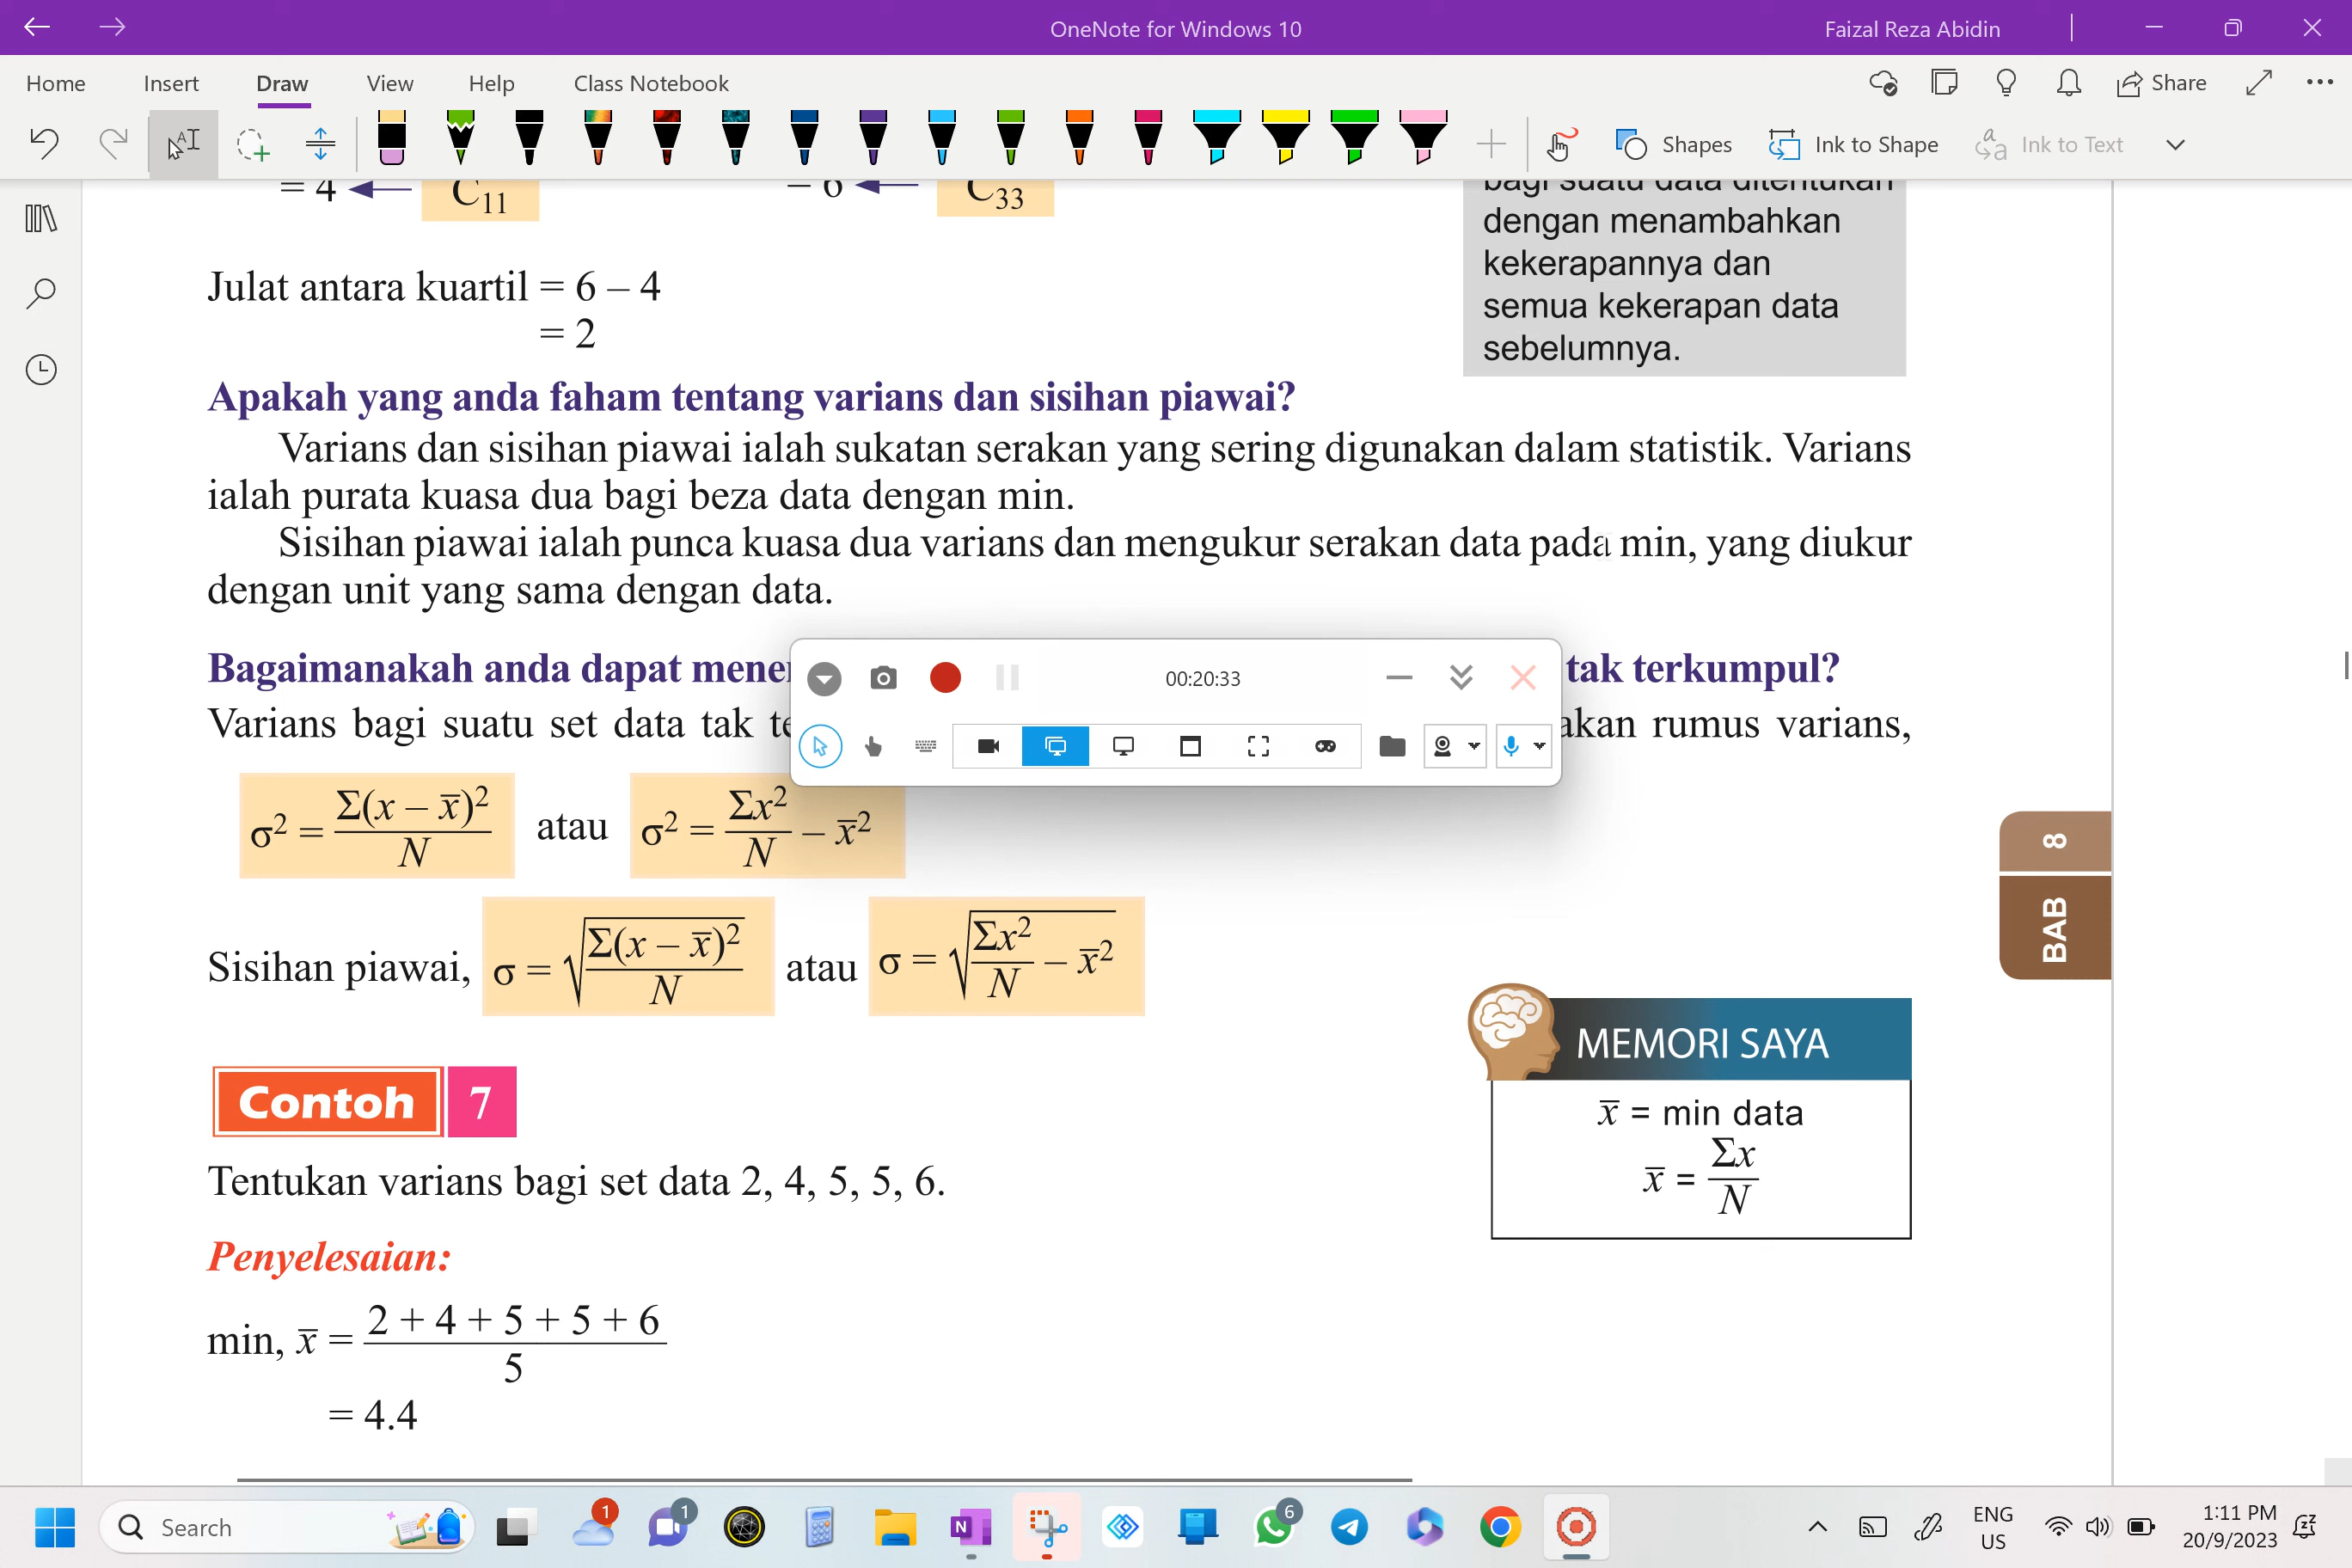 OneNote for Windows 10
Faizal Reza Abidin
Home Insert Draw View Help Class Notebook
Share
Shapes Ink to Shape Ink to Text
= 4 C11 6 C33
bagi suatu data ditentukan
dengan menambahkan
kekerapannya dan
semua kekerapan data
sebelumnya.
Julat antara kuartil = 6 – 4
= 2
Apakah yang anda faham tentang varians dan sisihan piawai?
Varians dan sisihan piawai ialah sukatan serakan yang sering digunakan dalam statistik. Varians
ialah purata kuasa dua bagi beza data dengan min.
Sisihan piawai ialah punca kuasa dua varians dan mengukur serakan data pada min, yang diukur
dengan unit yang sama dengan data.
00:20:33
Bagaimanakah anda dapat tak terkumpul?
Varians bagi suatu set data tak rumus varians,
σ² = Σ(x – x̄)²/N atau σ² = Σx²/N – x̄²
Sisihan piawai, σ = √(Σ(x – x̄)²/N) atau σ = √(Σx²/N – x̄²)
BAB 8
MEMORI SAYA
x̄ = min data
x̄ = Σx/N
Contoh 7
Tentukan varians bagi set data 2, 4, 5, 5, 6.
Penyelesaian:
min, x̄ = (2 + 4 + 5 + 5 + 6)/5
= 4.4
Search
1
1
6
ENG
US
1:11 PM
20/9/2023